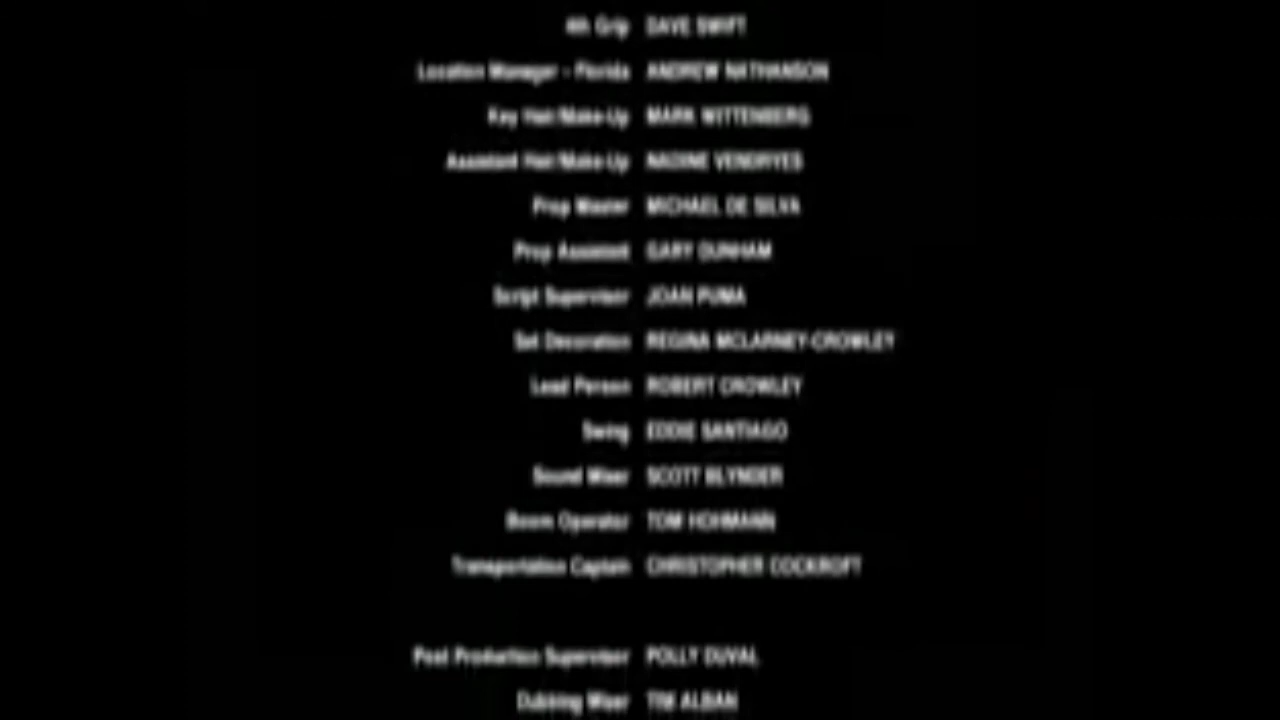 4th Grip DAVE SWIFT
Location Manager - Florida ANDREW NATHANSON
Key Hair/Make-Up MARK WITTENBERG
Assistant Hair/Make-Up NADINE VENDRYES
Prop Master MICHAEL DE SILVA
Prop Assistant GARY DUNHAM
Script Supervisor JOAN PUMA
Set Decoration REGINA MCLARNEY-CROWLEY
Lead Person ROBERT CROWLEY
Swing EDDIE SANTIAGO
Sound Mixer SCOTT BLYNDER
Boom Operator TOM HOHMANN
Transportation Captain CHRISTOPHER COCKROFT
Post Production Supervisor POLLY DUVAL
Dubbing Mixer TIM ALBAN